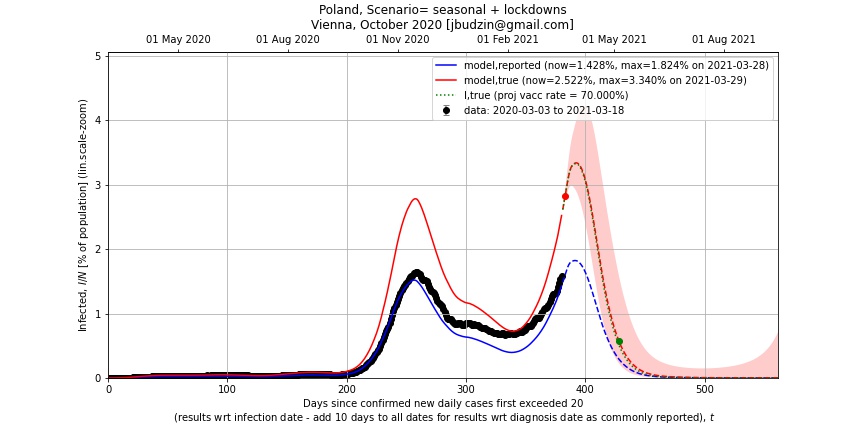 Poland, Scenario= seasonal + lockdowns
Vienna, October 2020 [jbudzin@gmail.com]
01 May 2020 01 Aug 2020 01 Nov 2020 01 Feb 2021 01 May 2021 01 Aug 2021
model,reported (now=1.428%, max=1.824% on 2021-03-28)
model,true (now=2.522%, max=3.340% on 2021-03-29)
I,true (proj vacc rate = 70.000%)
data: 2020-03-03 to 2021-03-18
Infected, I/N [% of population] (lin.scale-zoom)
5
4
3
2
1
0
0 100 200 300 400 500
Days since confirmed new daily cases first exceeded 20
(results wrt infection date - add 10 days to all dates for results wrt diagnosis date as commonly reported), t